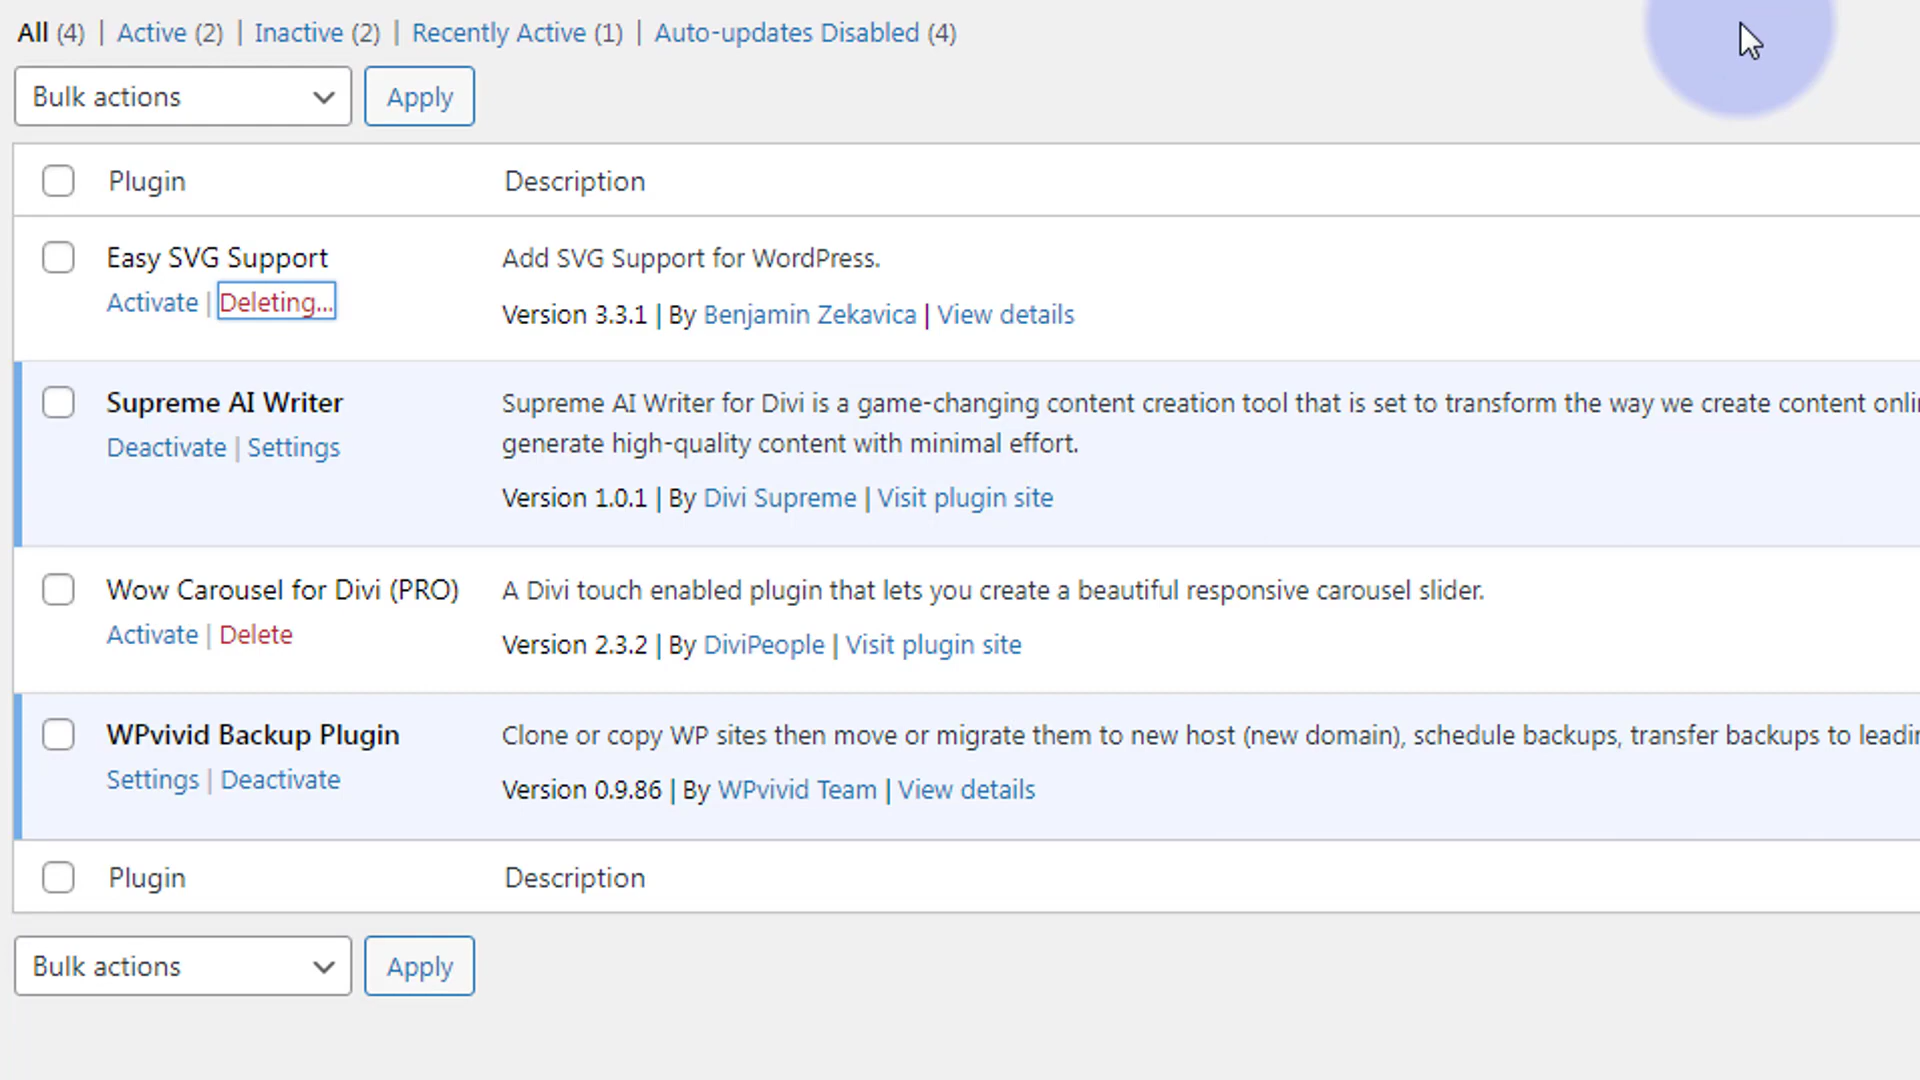 All (4) | Active (2) | Inactive (2) | Recently Active (1) | Auto-updates Disabled (4)
Bulk actions Apply
Plugin Description
Easy SVG Support Add SVG Support for WordPress.
Activate | Deleting... Version 3.3.1 | By Benjamin Zekavica | View details
Supreme AI Writer Supreme AI Writer for Divi is a game-changing content creation tool that is set to transform the way we create content
Deactivate | Settings generate high-quality content with minimal effort.
Version 1.0.1 | By Divi Supreme | Visit plugin site
Wow Carousel for Divi (PRO) A Divi touch enabled plugin that lets you create a beautiful responsive carousel slider.
Activate | Delete Version 2.3.2 | By DiviPeople | Visit plugin site
WPvivid Backup Plugin Clone or copy WP sites then move or migrate them to new host (new domain), schedule backups, transfer backups to
Settings | Deactivate Version 0.9.86 | By WPvivid Team | View details
Plugin Description
Bulk actions Apply